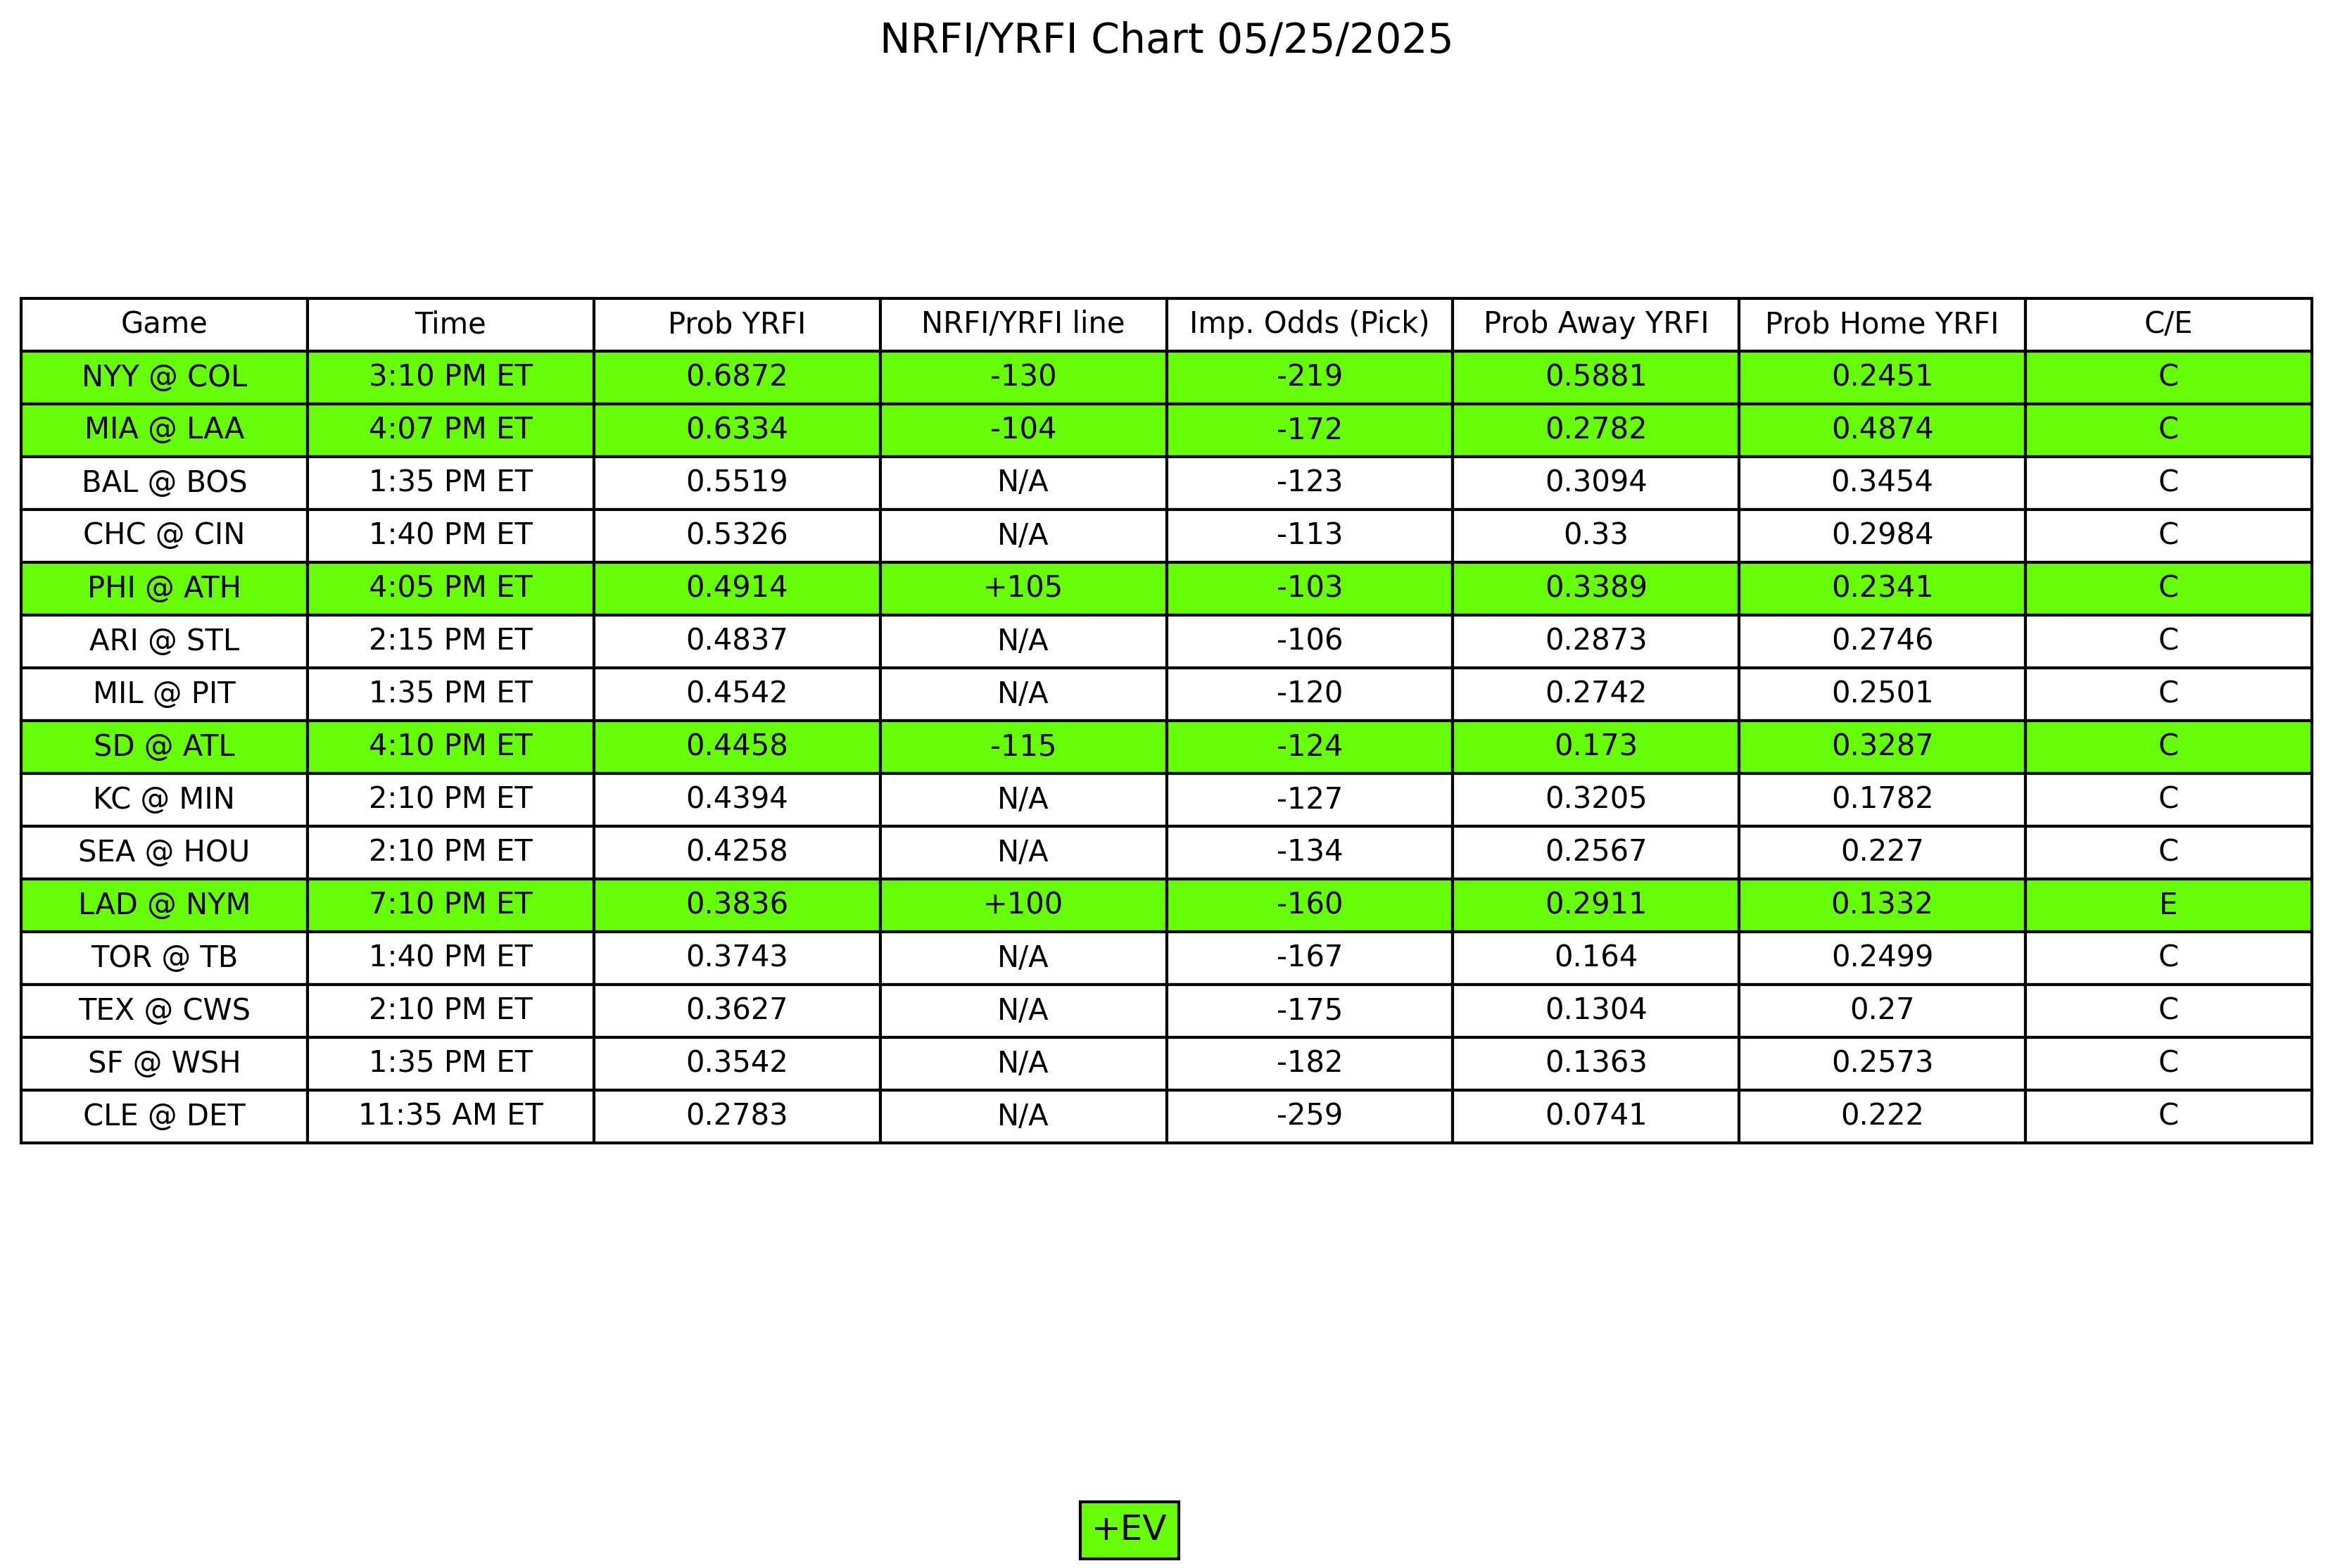 NRFI/YRFI Chart 05/25/2025
Game Time Prob YRFI NRFI/YRFI line Imp. Odds (Pick) Prob Away YRFI Prob Home YRFI C/E
NYY @ COL 3:10 PM ET 0.6872 -130 -219 0.5881 0.2451 C
MIA @ LAA 4:07 PM ET 0.6334 -104 -172 0.2782 0.4874 C
BAL @ BOS 1:35 PM ET 0.5519 N/A -123 0.3094 0.3454 C
CHC @ CIN 1:40 PM ET 0.5326 N/A -113 0.33 0.2984 C
PHI @ ATH 4:05 PM ET 0.4914 +105 -103 0.3389 0.2341 C
ARI @ STL 2:15 PM ET 0.4837 N/A -106 0.2873 0.2746 C
MIL @ PIT 1:35 PM ET 0.4542 N/A -120 0.2742 0.2501 C
SD @ ATL 4:10 PM ET 0.4458 -115 -124 0.173 0.3287 C
KC @ MIN 2:10 PM ET 0.4394 N/A -127 0.3205 0.1782 C
SEA @ HOU 2:10 PM ET 0.4258 N/A -134 0.2567 0.227 C
LAD @ NYM 7:10 PM ET 0.3836 +100 -160 0.2911 0.1332 E
TOR @ TB 1:40 PM ET 0.3743 N/A -167 0.164 0.2499 C
TEX @ CWS 2:10 PM ET 0.3627 N/A -175 0.1304 0.27 C
SF @ WSH 1:35 PM ET 0.3542 N/A -182 0.1363 0.2573 C
CLE @ DET 11:35 AM ET 0.2783 N/A -259 0.0741 0.222 C
+EV